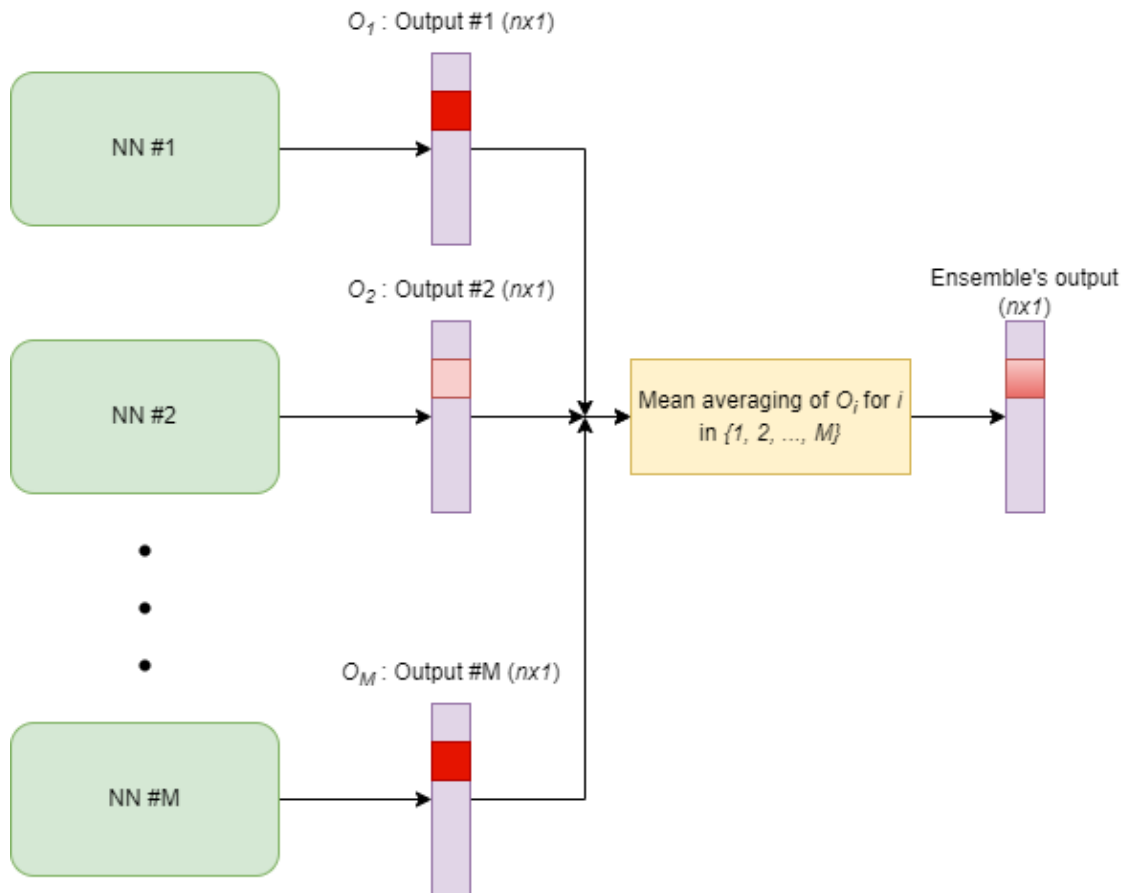 O₁ : Output #1 (nx1)
NN #1
O₂ : Output #2 (nx1)
Ensemble's output
(nx1)
NN #2
Mean averaging of Oᵢ for i
in {1, 2, ..., M}
O_M : Output #M (nx1)
NN #M